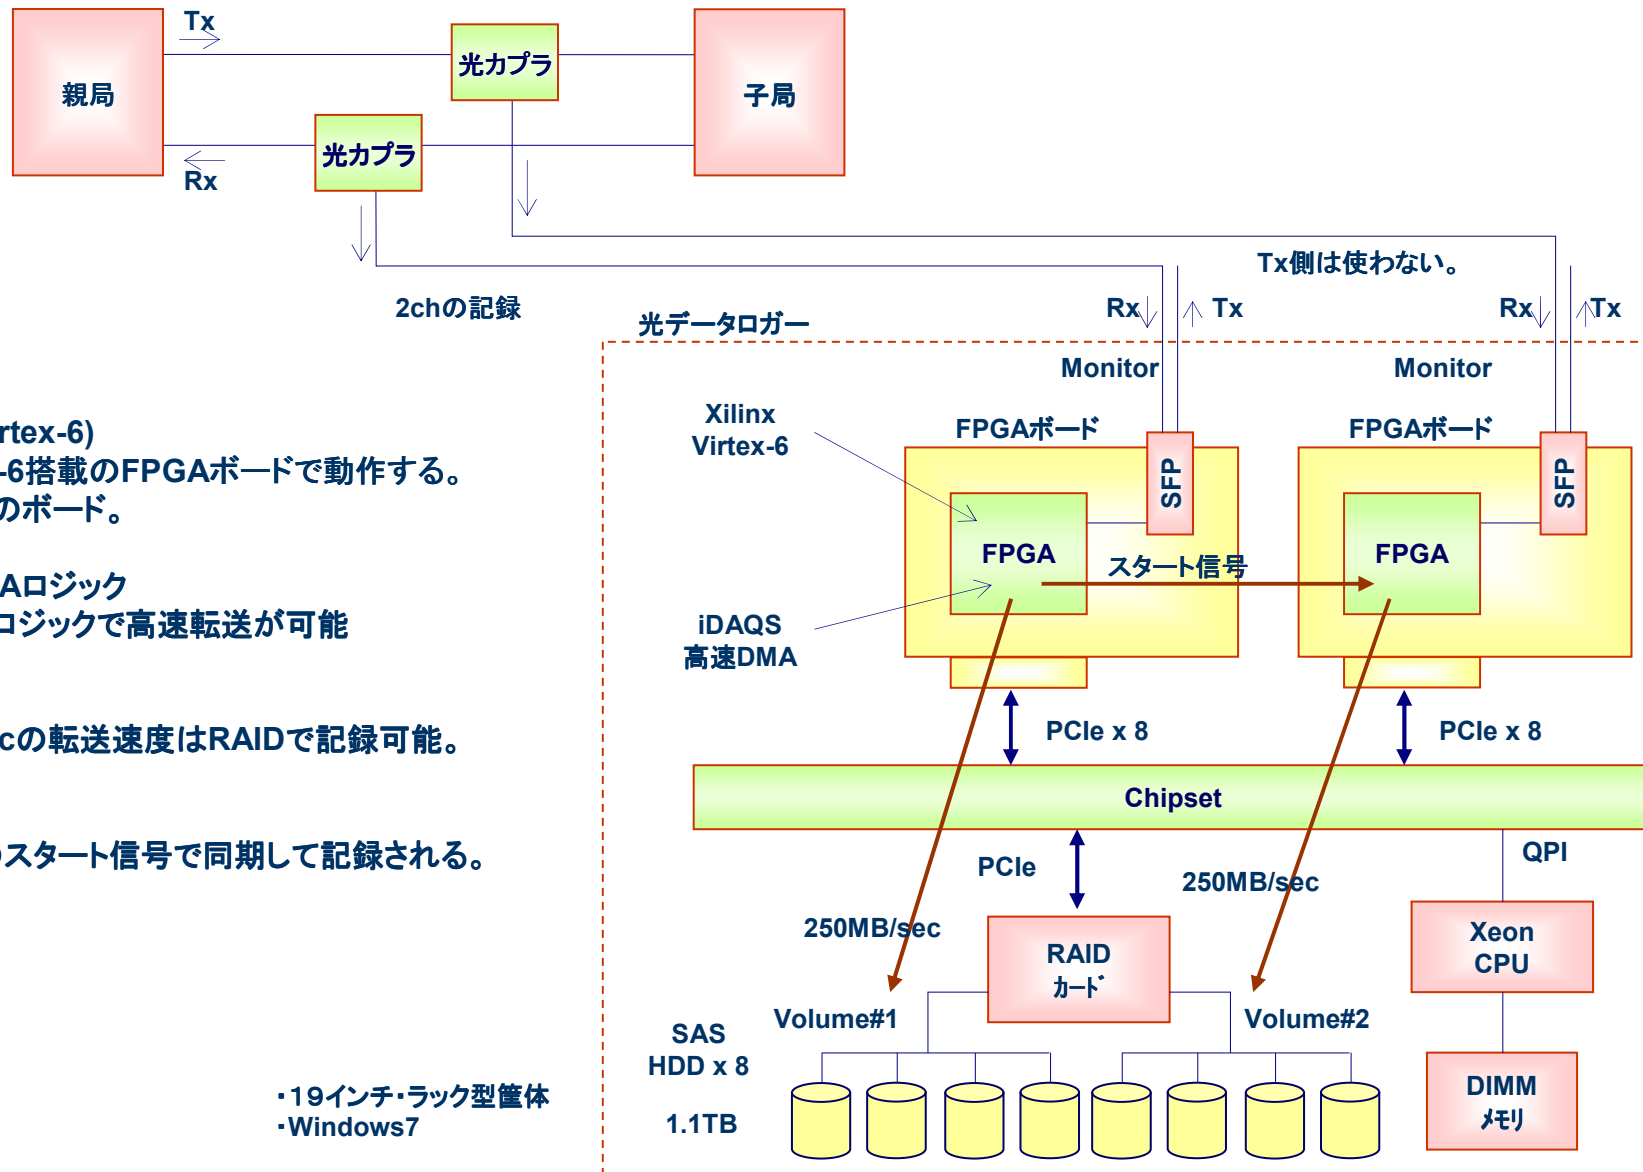 Tx
光カプラ
親局
子局
光カプラ
Rx
Tx側は使わない。
2chの記録
Rx
Tx
Rx
Tx
光データロガー
Monitor
Monitor
Xilinx
Virtex-6
FPGAボード
FPGAボード
rtex-6)
-6搭載のFPGAボードで動作する。
のボード。
SFP
SFP
FPGA
FPGA
スタート信号
Aロジック
ロジックで高速転送が可能
iDAQS
高速DMA
PCIe x 8
PCIe x 8
cの転送速度はRAIDで記録可能。
Chipset
スタート信号で同期して記録される。
PCIe
QPI
250MB/sec
250MB/sec
RAID
ｶｰﾄﾞ
Xeon
CPU
Volume#1
Volume#2
SAS
HDD x 8
1.1TB
DIMM
ﾒﾓﾘ
・１９インチ・ラック型筐体
・Windows7